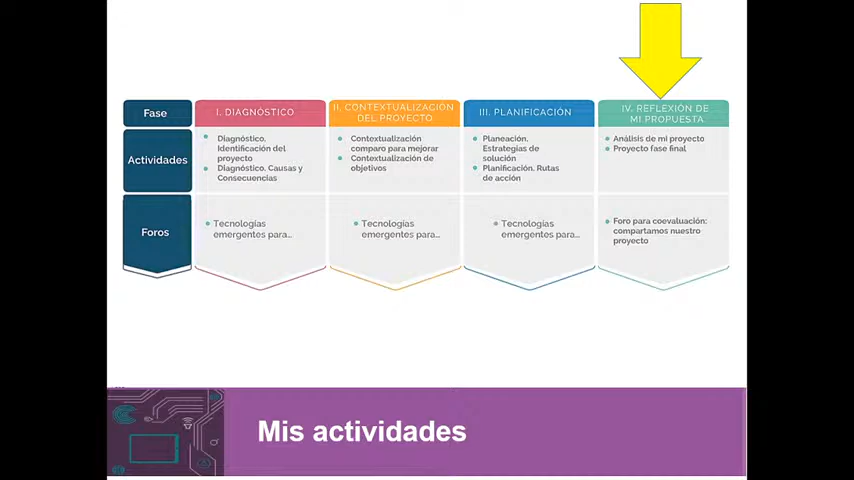 Fase
I. DIAGNÓSTICO
II. CONTEXTUALIZACIÓN
DEL PROYECTO
III. PLANIFICACIÓN
IV. REFLEXIÓN DE
MI PROPUESTA
Actividades
Diagnóstico.
Identificación del
proyecto
Diagnóstico. Causas y
Consecuencias
Contextualización
comparo para mejorar
Contextualización de
objetivos
Planeación.
Estrategias de
solución
Planificación. Rutas
de acción
Análisis de mi proyecto
Proyecto fase final
Foros
Tecnologías
emergentes para...
Tecnologías
emergentes para...
Tecnologías
emergentes para...
Foro para coevaluación:
compartamos nuestro
proyecto
Mis actividades